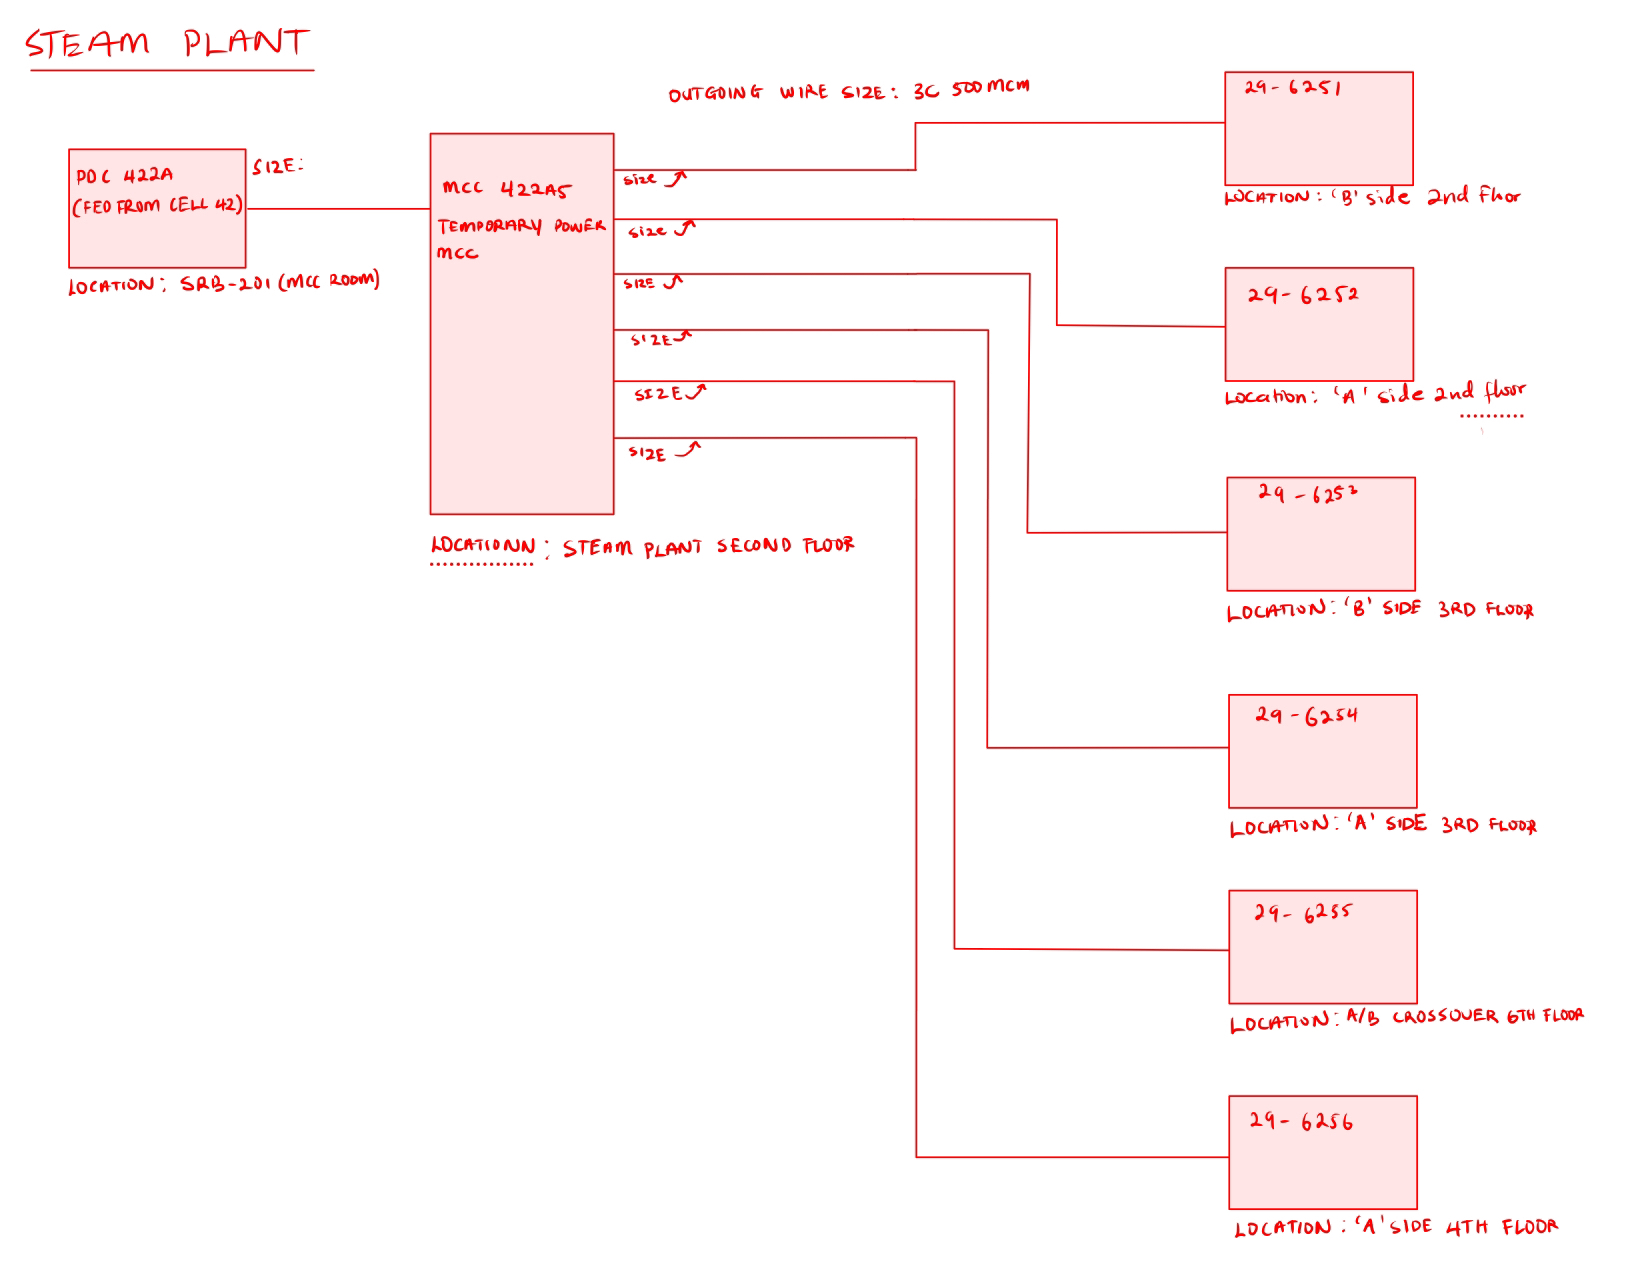 STEAM PLANT
OUTGOING WIRE SIZE: 3C 500MCM
PDC 422A
(FED FROM CELL 42)
SIZE:
LOCATION: SRB-201 (MCC ROOM)
MCC 422A5
TEMPORARY POWER
MCC
LOCATIONN: STEAM PLANT SECOND FLOOR
size
size
SIZE
SIZE
SIZE
SIZE
29-6251
LOCATION: 'B' side 2nd floor
29-6252
Location: 'A' side 2nd floor
29-6253
LOCATION: 'B' SIDE 3RD FLOOR
29-6254
LOCATION: 'A' SIDE 3RD FLOOR
29-6255
LOCATION: A/B CROSSOVER 6TH FLOOR
29-6256
LOCATION: 'A' SIDE 4TH FLOOR